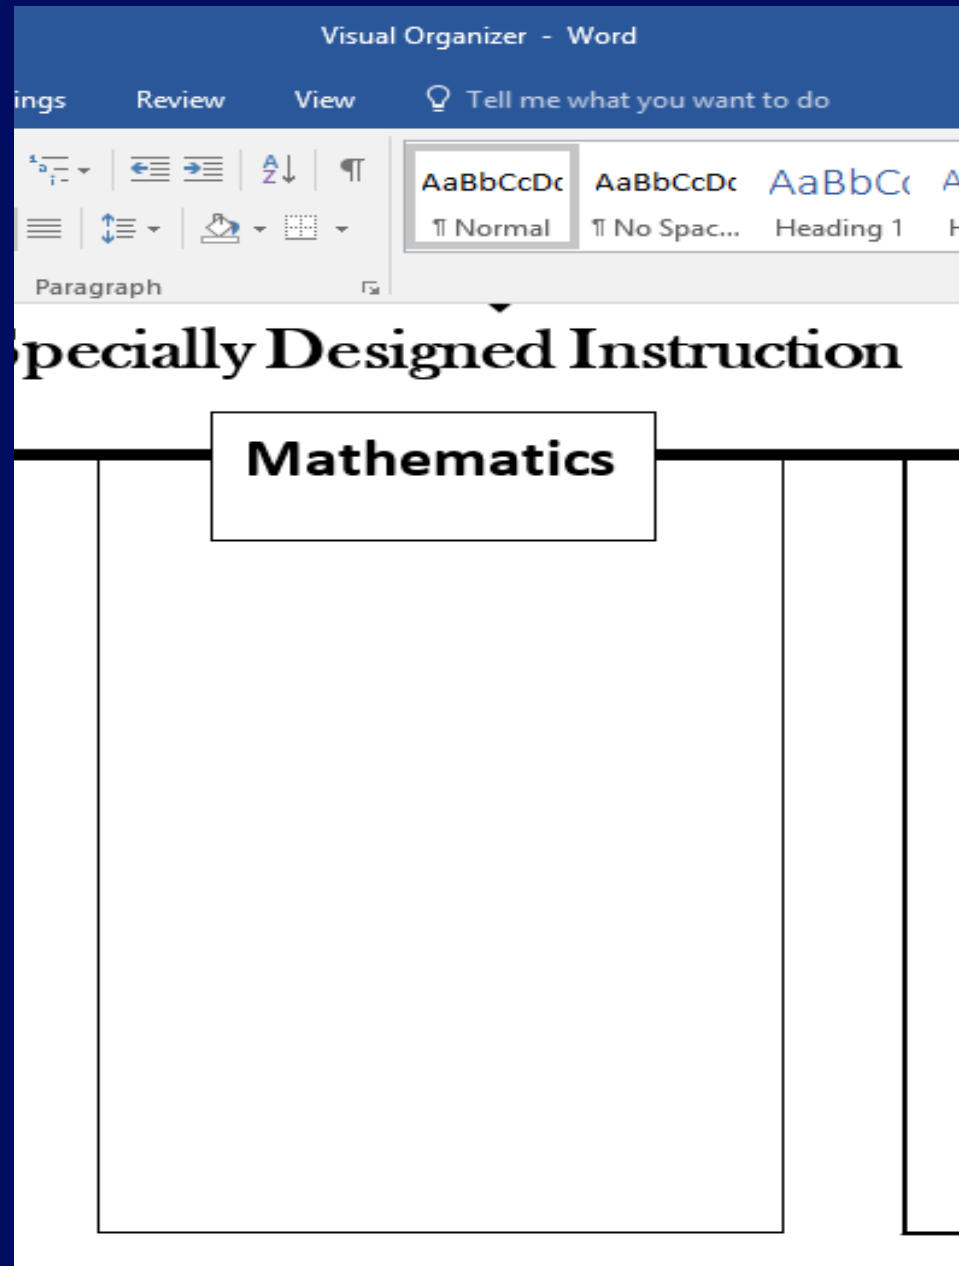 Visual Organizer - Word
ings Review View Tell me what you want to do
AaBbCcDc AaBbCcDc AaBbCc A
¶ Normal ¶ No Spac... Heading 1 H
Paragraph
Specially Designed Instruction
Mathematics